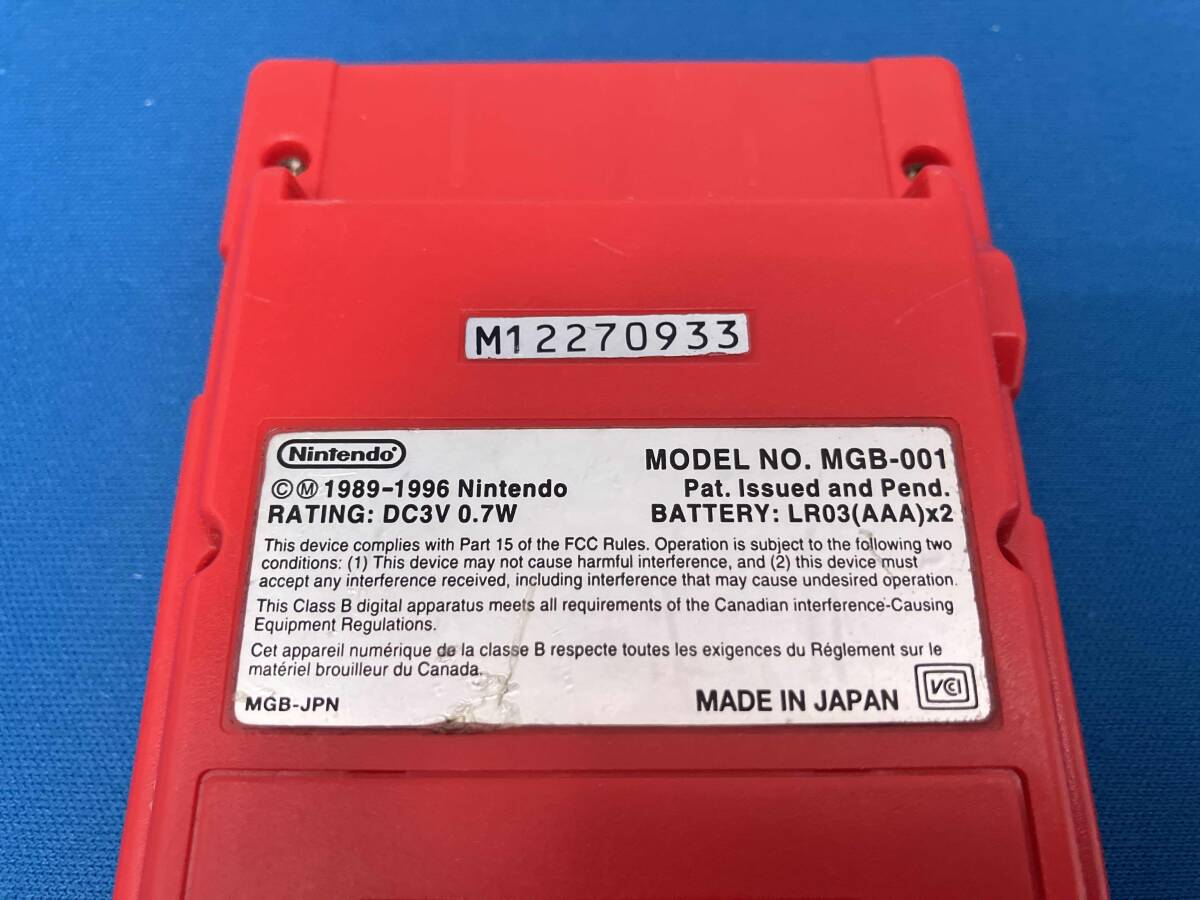 M12270933
Nintendo®
MODEL NO. MGB-001
©Ⓜ 1989-1996 Nintendo
Pat. Issued and Pend.
RATING: DC3V 0.7W
BATTERY: LR03(AAA)x2
This device complies with Part 15 of the FCC Rules. Operation is subject to the following two
conditions: (1) This device may not cause harmful interference, and (2) this device must
accept any interference received, including interference that may cause undesired operation.
This Class B digital apparatus meets all requirements of the Canadian interference-Causing
Equipment Regulations.
Cet appareil numérique de la classe B respecte toutes les exigences du Réglement sur le
matériel brouilleur du Canada.
MGB-JPN
MADE IN JAPAN
VCI